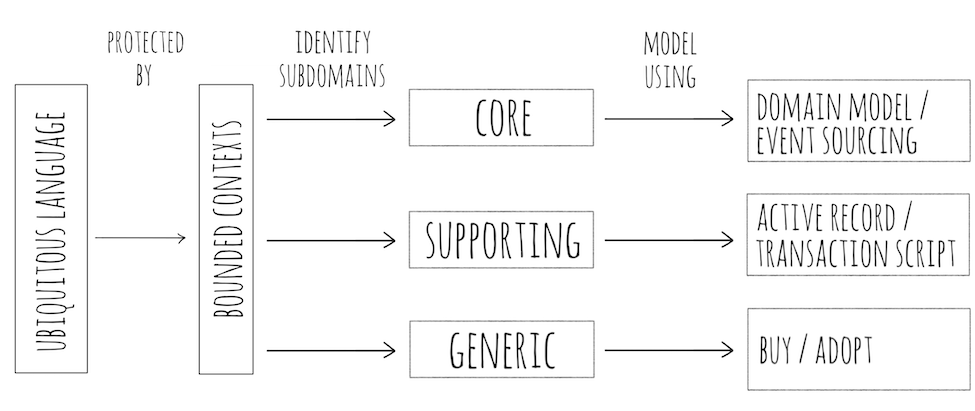 PROTECTED
BY
IDENTIFY
SUBDOMAINS
MODEL
USING
UBIQUITOUS LANGUAGE
BOUNDED CONTEXTS
CORE
DOMAIN MODEL /
EVENT SOURCING
SUPPORTING
ACTIVE RECORD /
TRANSACTION SCRIPT
GENERIC
BUY / ADOPT